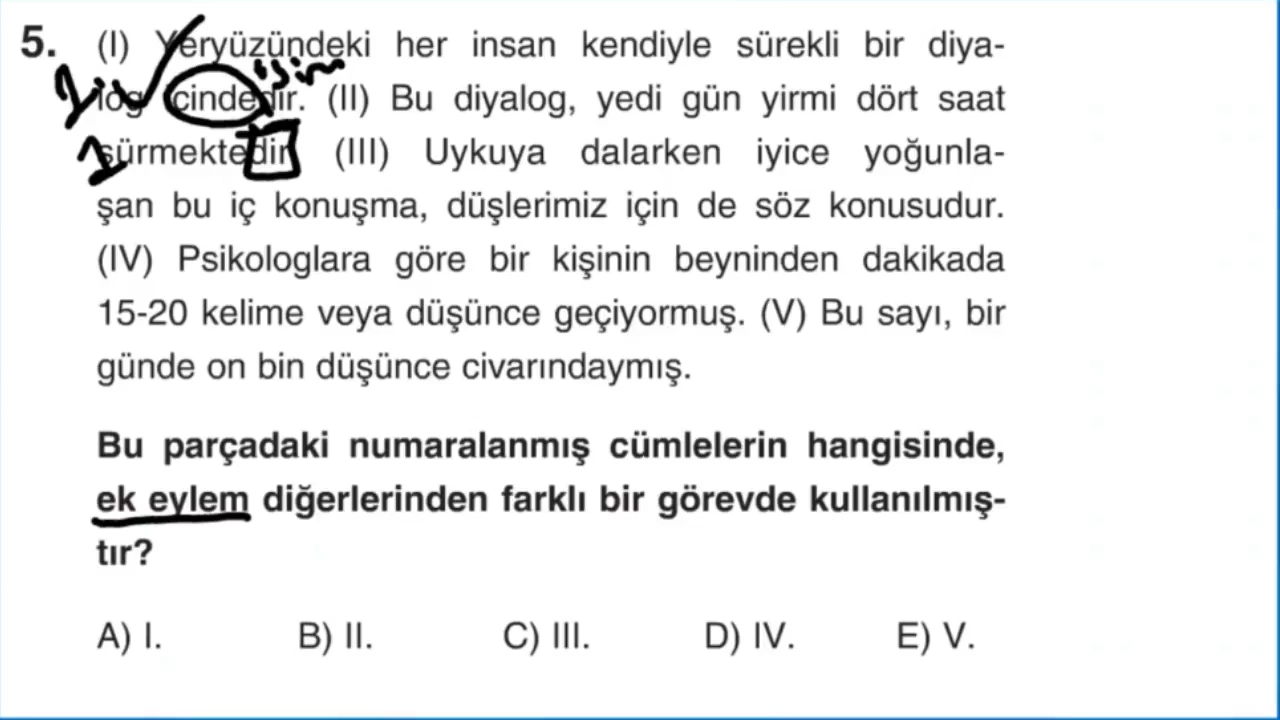 5. (I) Yeryüzündeki her insan kendiyle sürekli bir diya-
isim
log içindedir. (II) Bu diyalog, yedi gün yirmi dört saat
sürmektedir. (III) Uykuya dalarken iyice yoğunla-
şan bu iç konuşma, düşlerimiz için de söz konusudur.
(IV) Psikologlara göre bir kişinin beyninden dakikada
15-20 kelime veya düşünce geçiyormuş. (V) Bu sayı, bir
günde on bin düşünce civarındaymış.
Bu parçadaki numaralanmış cümlelerin hangisinde,
ek eylem diğerlerinden farklı bir görevde kullanılmış-
tır?
A) I. B) II. C) III. D) IV. E) V.